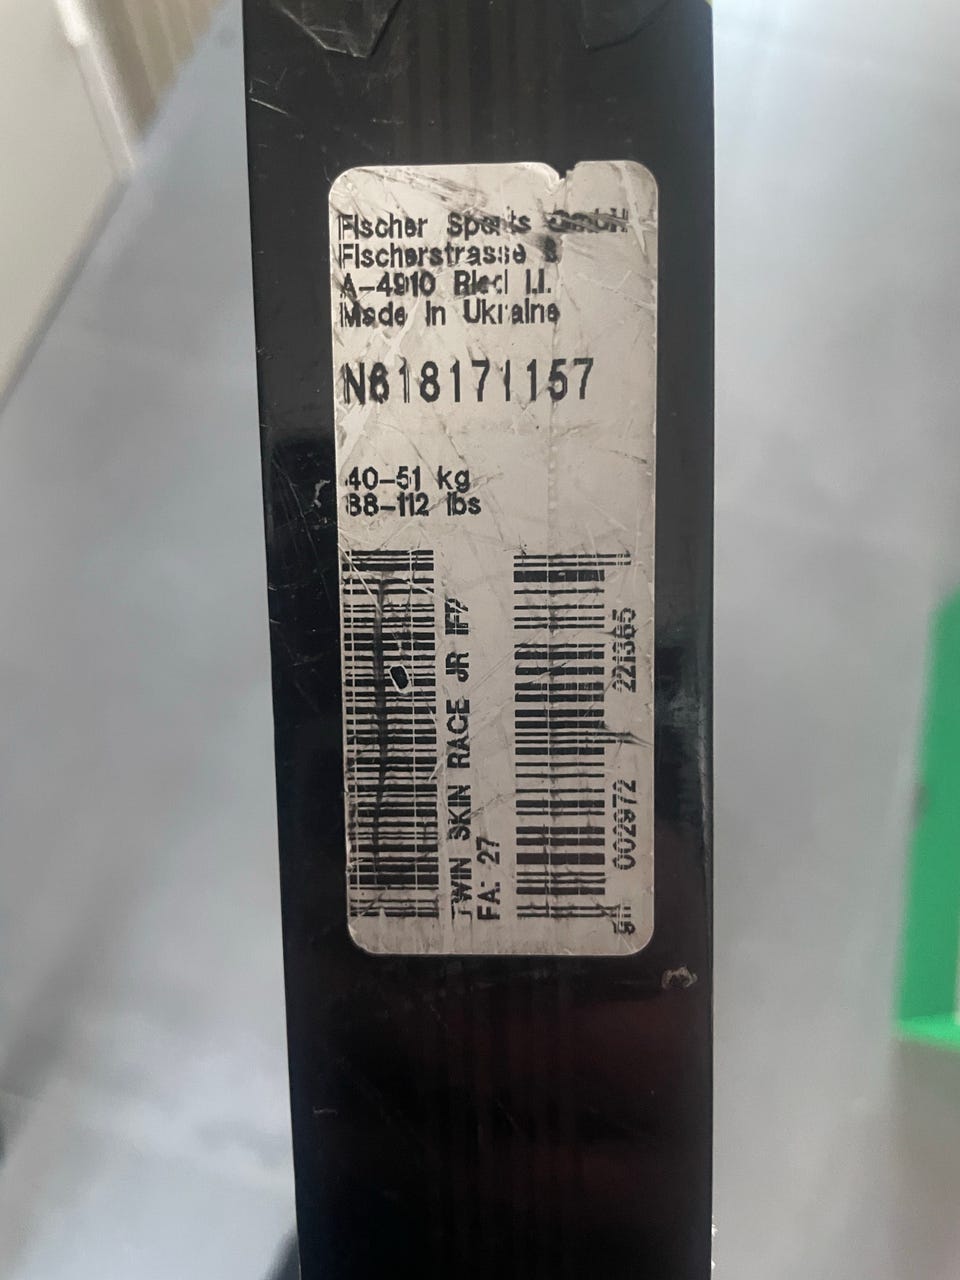 Fischer Sports GmbH
Fischerstrasse 8
A-4910 Ried I.I.
Made In Ukraine
N618171157
40-51 kg
88-112 lbs
TWIN SKIN RACE JR IFP
FA: 27
002972 221385